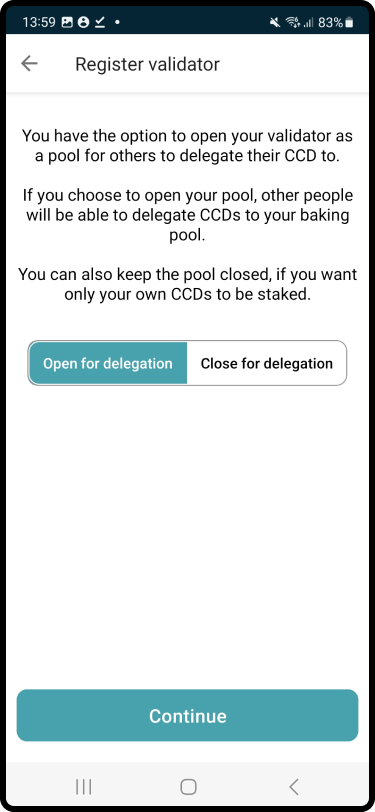 13:59 83%
Register validator
You have the option to open your validator as
a pool for others to delegate their CCD to.
If you choose to open your pool, other people
will be able to delegate CCDs to your baking
pool.
You can also keep the pool closed, if you want
only your own CCDs to be staked.
Open for delegation Close for delegation
Continue